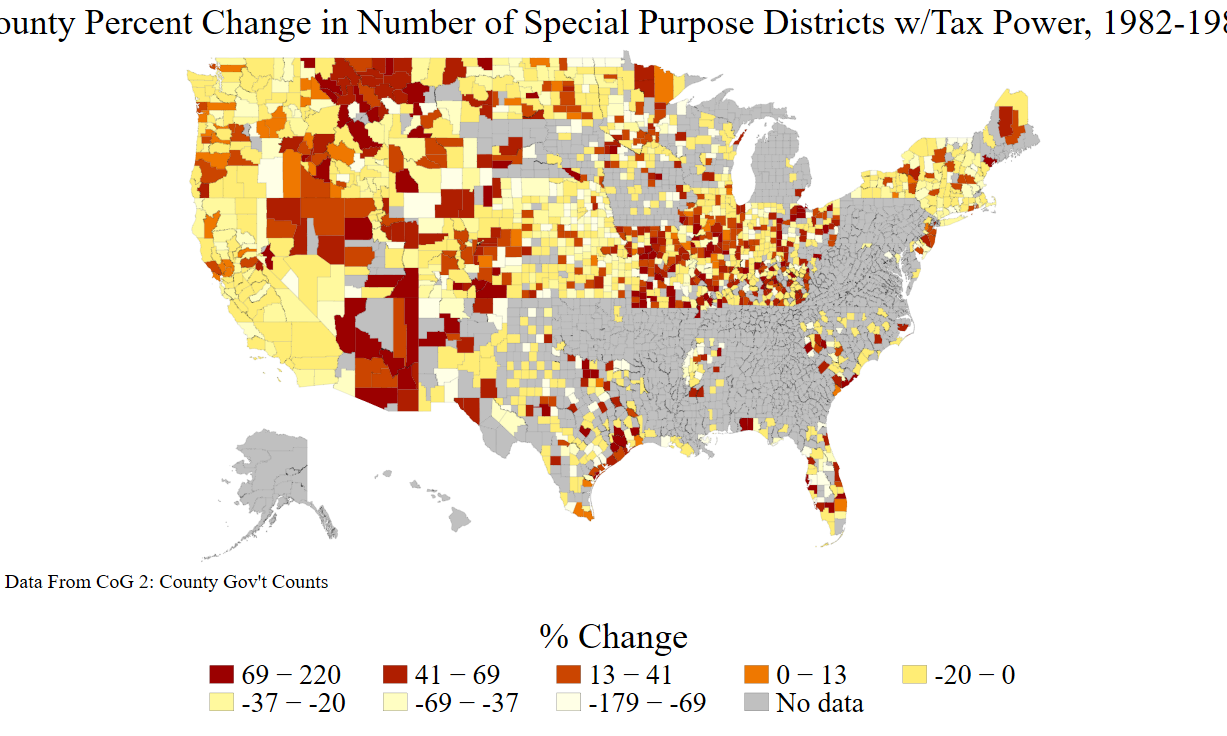 ounty Percent Change in Number of Special Purpose Districts w/Tax Power, 1982-198
Data From CoG 2: County Gov't Counts
% Change
69 − 220 41 − 69 13 − 41 0 − 13 -20 − 0
-37 − -20 -69 − -37 -179 − -69 No data